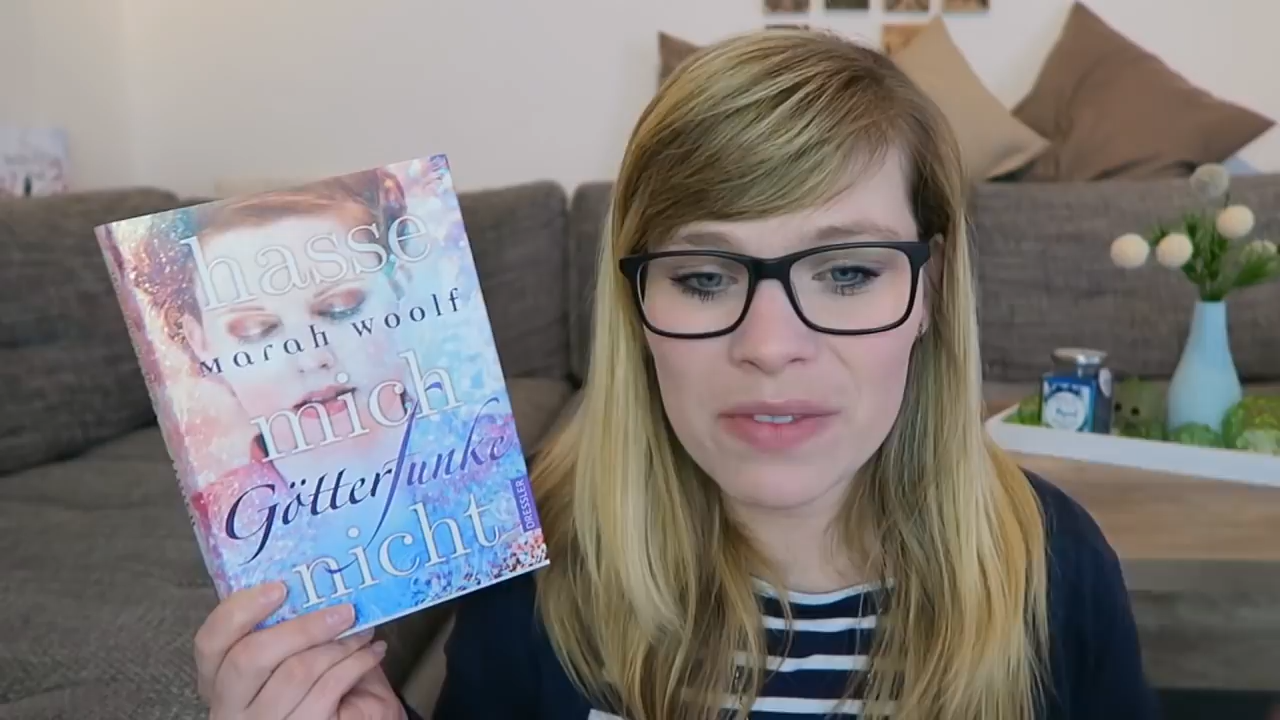 hasse
Marah Woolf
mich
Götterfunke
nicht
DRESSLER